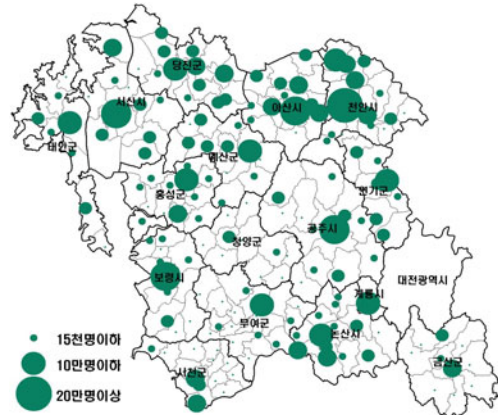 당진군
아산시
천안시
서산시
태안군
예산군
홍성군
연기군
공주시
청양군
보령시
대전광역시
계룡시
부여군
논산시
금산군
서천군
15천명이하
10만명이하
20만명이상